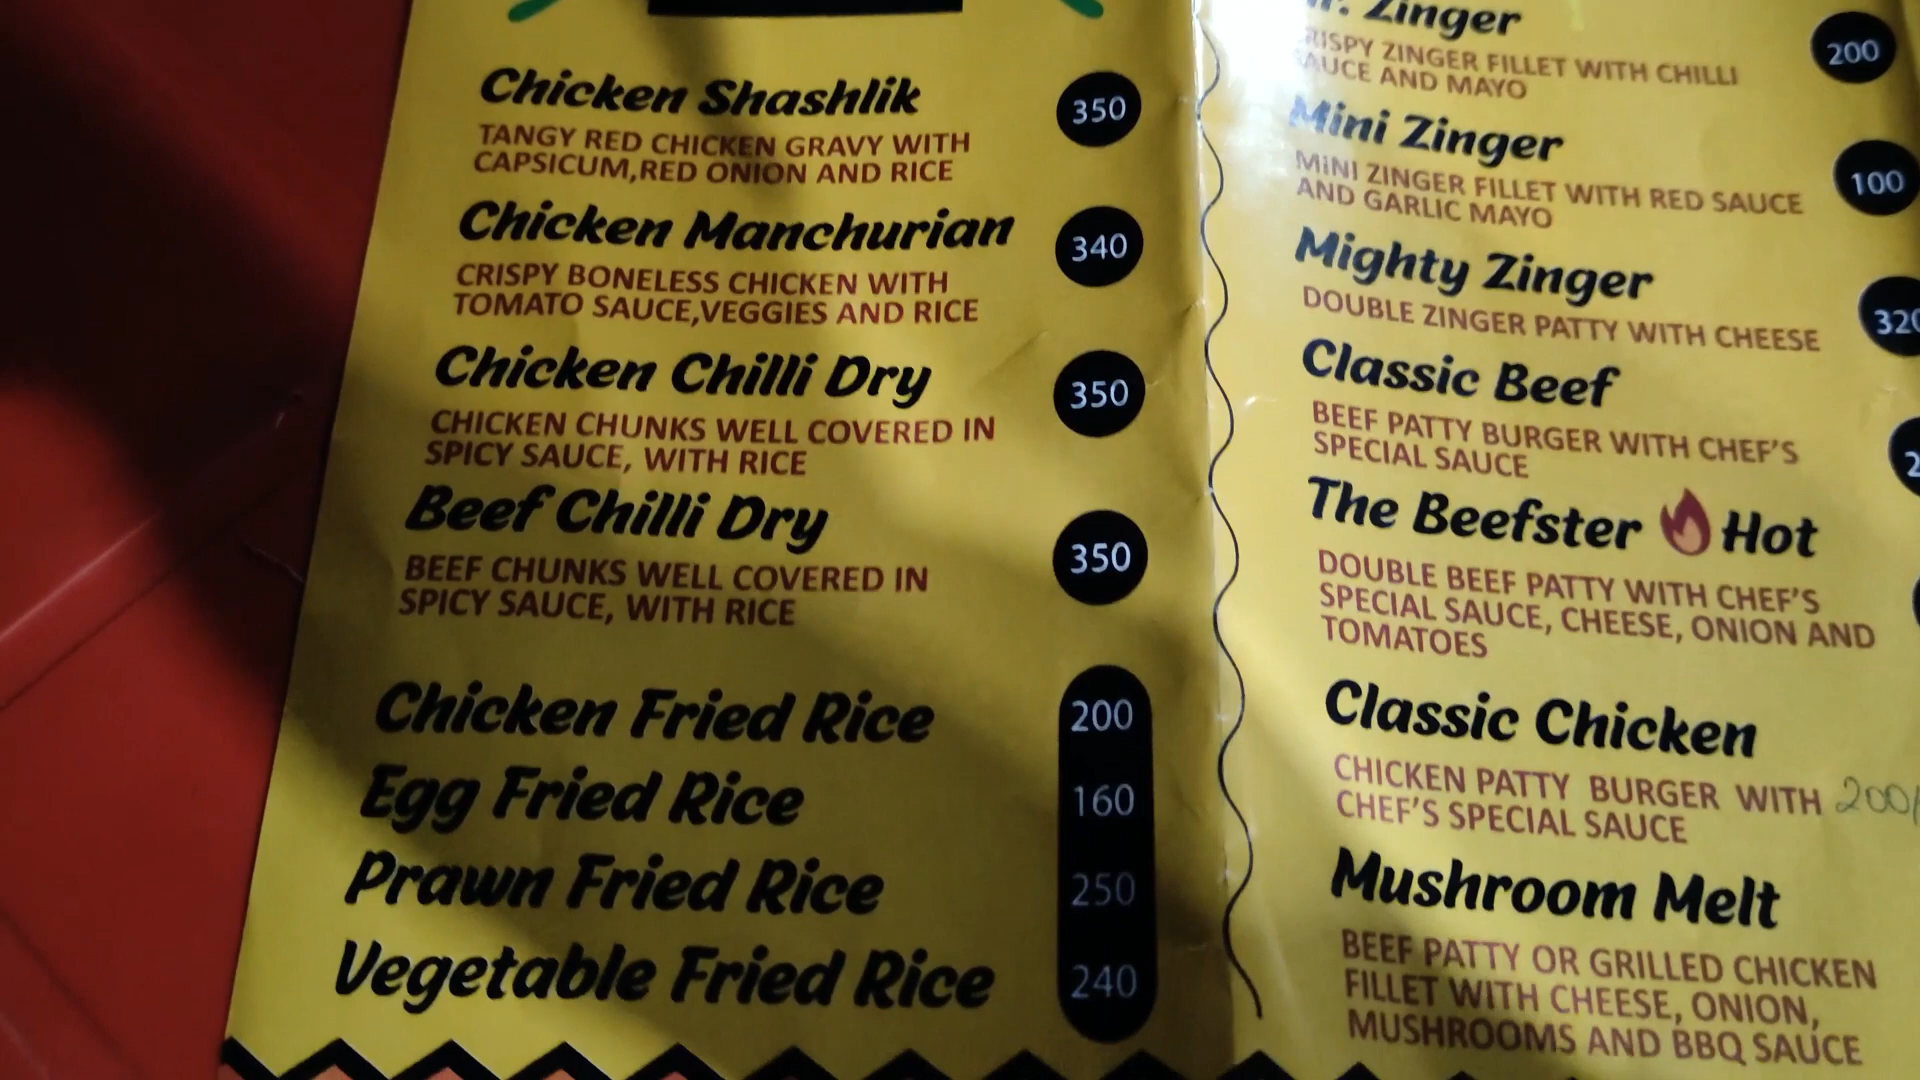 Chicken Shashlik 350
TANGY RED CHICKEN GRAVY WITH
CAPSICUM,RED ONION AND RICE
Chicken Manchurian 340
CRISPY BONELESS CHICKEN WITH
TOMATO SAUCE,VEGGIES AND RICE
Chicken Chilli Dry 350
CHICKEN CHUNKS WELL COVERED IN
SPICY SAUCE, WITH RICE
Beef Chilli Dry 350
BEEF CHUNKS WELL COVERED IN
SPICY SAUCE, WITH RICE
Chicken Fried Rice 200
Egg Fried Rice 160
Prawn Fried Rice 250
Vegetable Fried Rice 240
Zinger 200
ZINGER FILLET WITH CHILLI
AND MAYO
Mini Zinger 100
MINI ZINGER FILLET WITH RED SAUCE
AND GARLIC MAYO
Mighty Zinger 320
DOUBLE ZINGER PATTY WITH CHEESE
Classic Beef
BEEF PATTY BURGER WITH CHEF'S
SPECIAL SAUCE
The Beefster Hot
DOUBLE BEEF PATTY WITH CHEF'S
SPECIAL SAUCE, CHEESE, ONION AND
TOMATOES
Classic Chicken
CHICKEN PATTY BURGER WITH 200/
CHEF'S SPECIAL SAUCE
Mushroom Melt
BEEF PATTY OR GRILLED CHICKEN
FILLET WITH CHEESE, ONION,
MUSHROOMS AND BBQ SAUCE